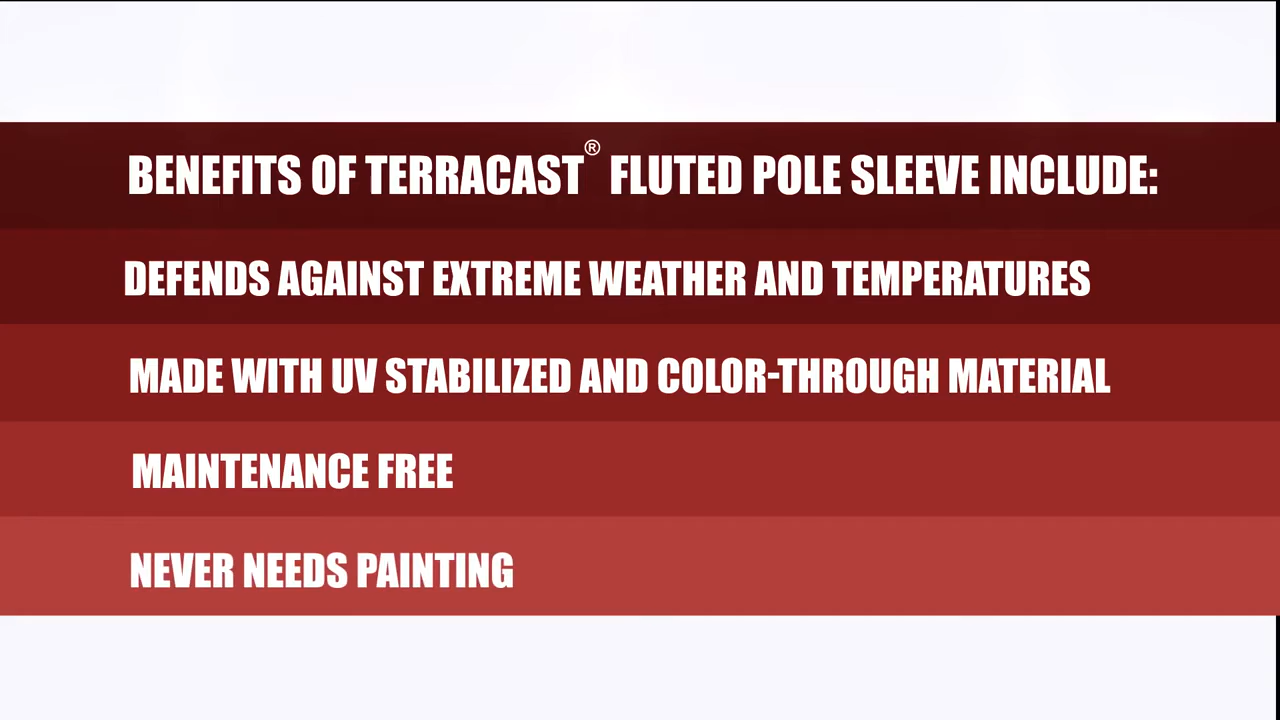 BENEFITS OF TERRACAST® FLUTED POLE SLEEVE INCLUDE:
DEFENDS AGAINST EXTREME WEATHER AND TEMPERATURES
MADE WITH UV STABILIZED AND COLOR-THROUGH MATERIAL
MAINTENANCE FREE
NEVER NEEDS PAINTING